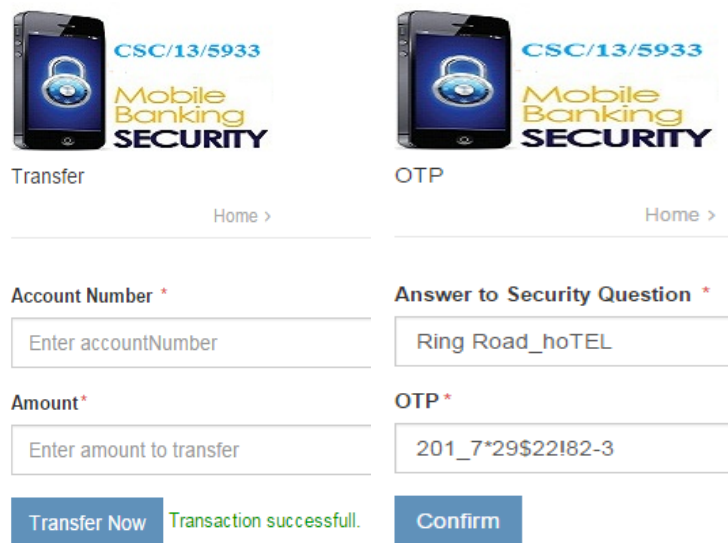 CSC/13/5933
Mobile
Banking
SECURITY
Transfer
Home >
Account Number *
Enter accountNumber
Amount*
Enter amount to transfer
Transfer Now Transaction successfull.
CSC/13/5933
Mobile
Banking
SECURITY
OTP
Home >
Answer to Security Question *
Ring Road_hoTEL
OTP *
201_7*29$22!82-3
Confirm